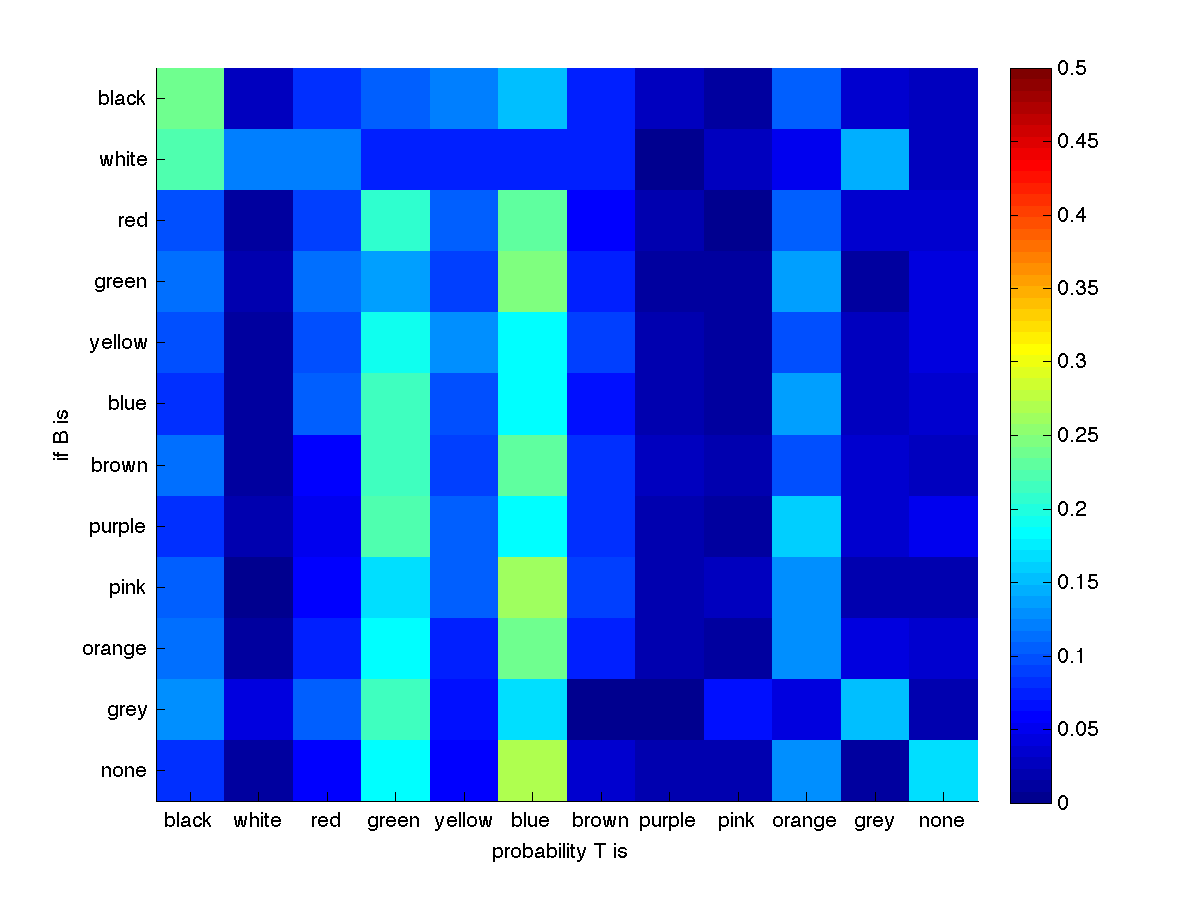 black
white
red
green
yellow
blue
brown
purple
pink
orange
grey
none
if B is
black white red green yellow blue brown purple pink orange grey none
probability T is
0.5
0.45
0.4
0.35
0.3
0.25
0.2
0.15
0.1
0.05
0